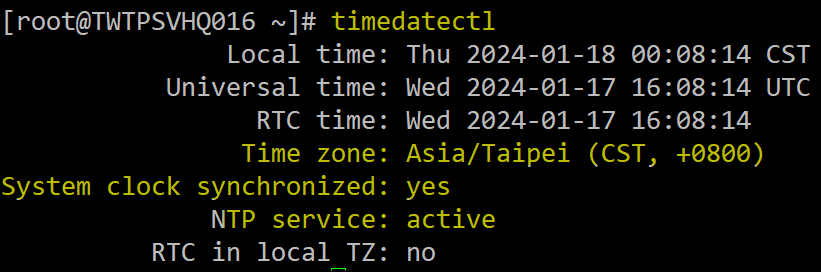 [root@TWTPSVHQ016 ~]# timedatectl
Local time: Thu 2024-01-18 00:08:14 CST
Universal time: Wed 2024-01-17 16:08:14 UTC
RTC time: Wed 2024-01-17 16:08:14
Time zone: Asia/Taipei (CST, +0800)
System clock synchronized: yes
NTP service: active
RTC in local TZ: no